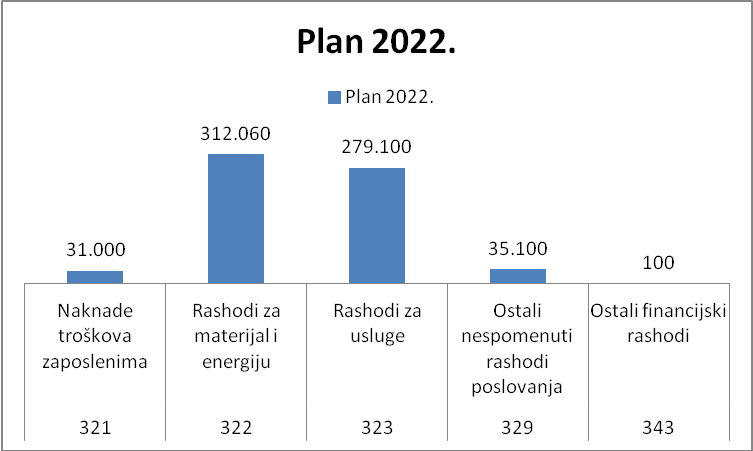 Plan 2022.
Plan 2022.
31.000
312.060
279.100
35.100
100
Naknade
troškova
zaposlenima
Rashodi za
materijal i
energiju
Rashodi za
usluge
Ostali
nespomenuti
rashodi
poslovanja
Ostali financijski
rashodi
321
322
323
329
343